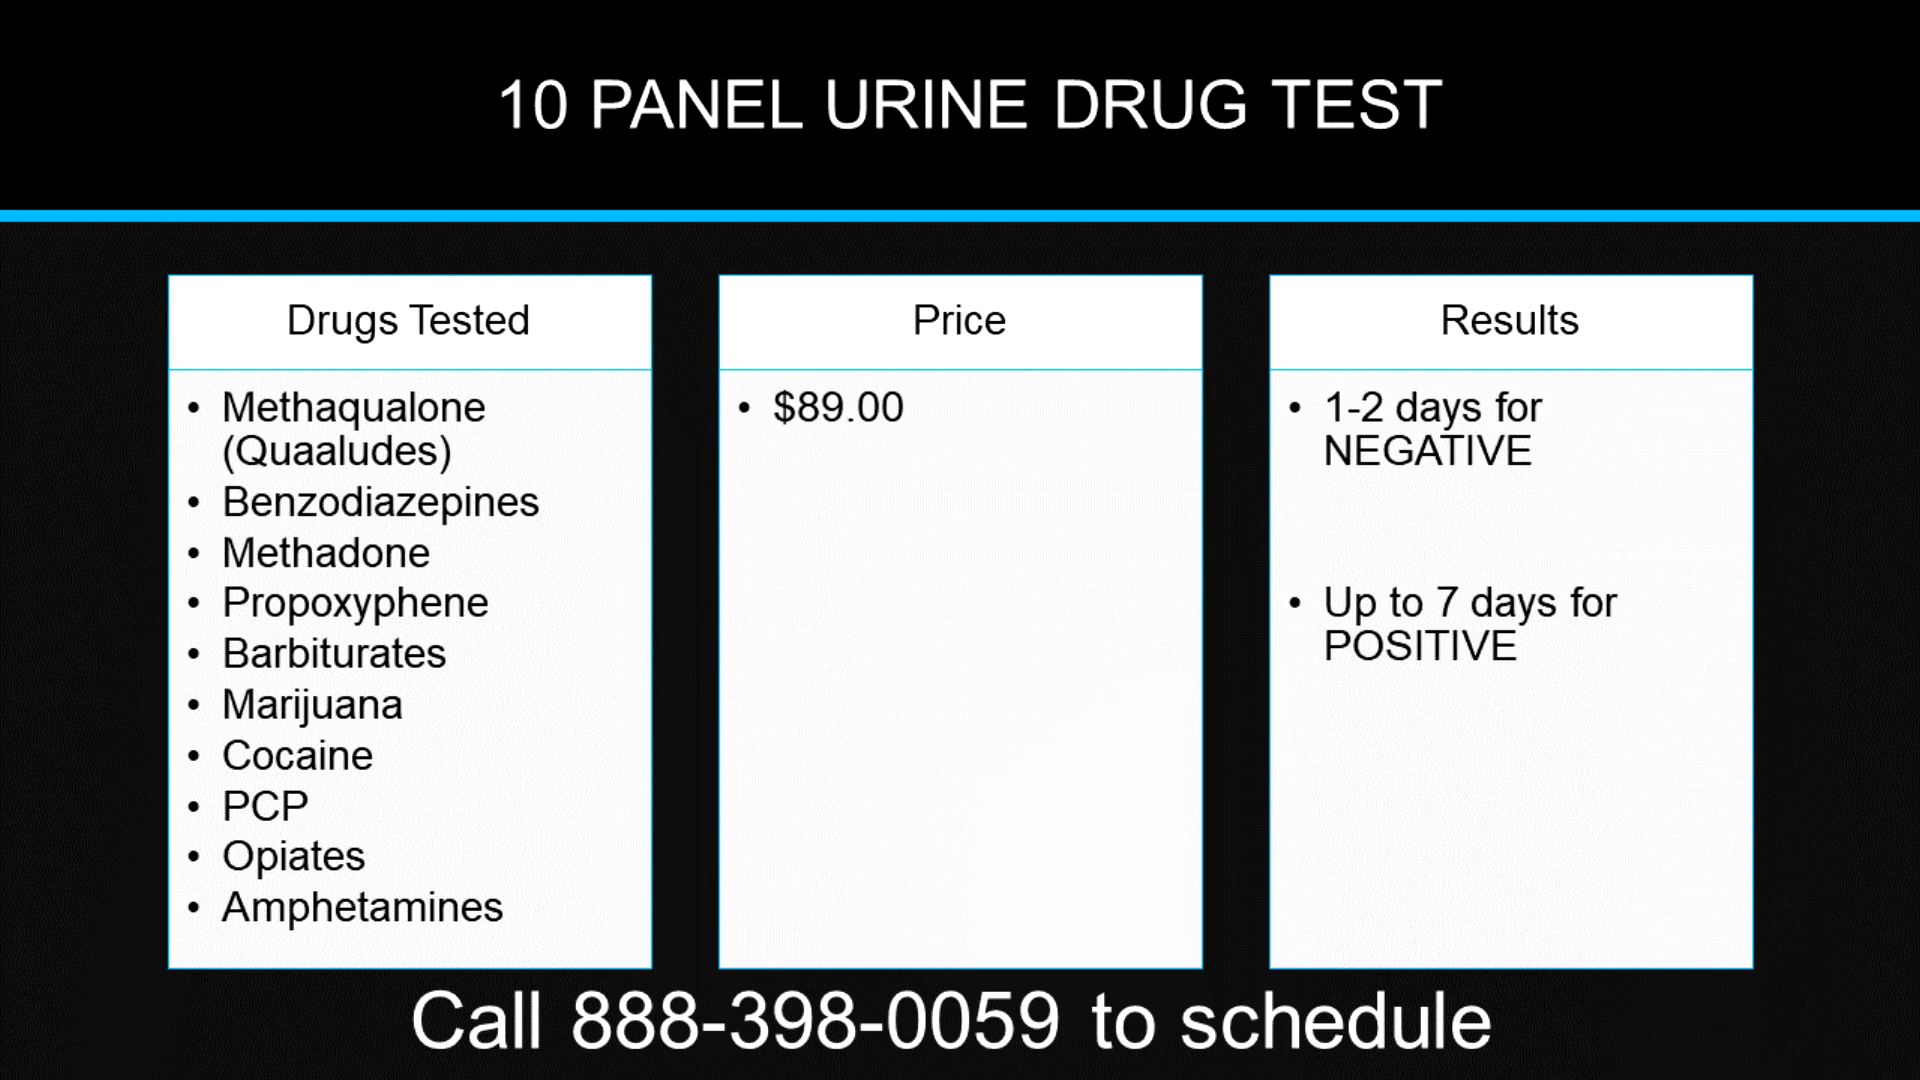 10 PANEL URINE DRUG TEST
Drugs Tested
• Methaqualone
(Quaaludes)
• Benzodiazepines
• Methadone
• Propoxyphene
• Barbiturates
• Marijuana
• Cocaine
• PCP
• Opiates
• Amphetamines
Price
• $89.00
Results
• 1-2 days for
NEGATIVE
• Up to 7 days for
POSITIVE
Call 888-398-0059 to schedule